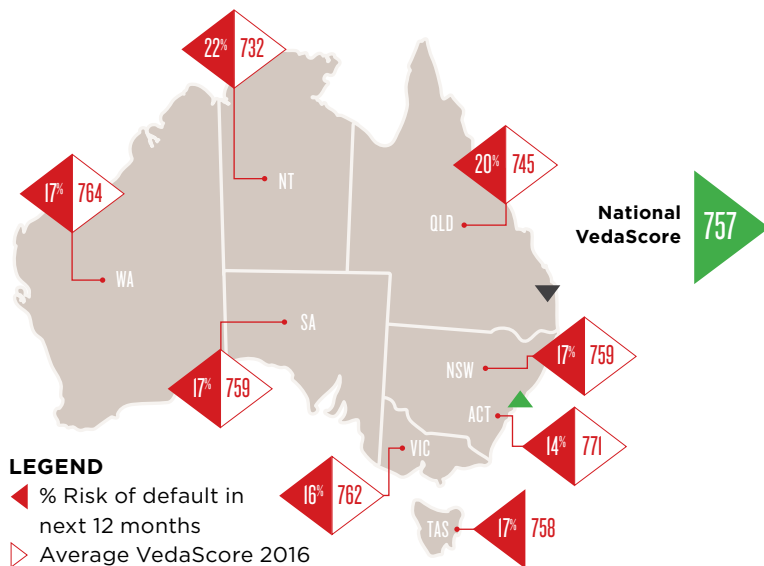 22% 732
17% 764
20% 745
NT
QLD
National
VedaScore
757
WA
SA
NSW
17% 759
17% 759
ACT
14% 771
VIC
LEGEND
% Risk of default in
next 12 months
Average VedaScore 2016
16% 762
TAS
17% 758